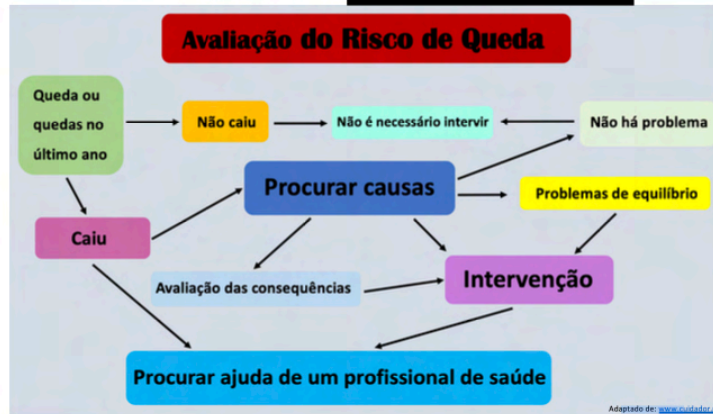 Avaliação do Risco de Queda
Queda ou
quedas no
último ano
Não caiu
Não é necessário intervir
Não há problema
Procurar causas
Problemas de equilíbrio
Caiu
Avaliação das consequências
Intervenção
Procurar ajuda de um profissional de saúde
Adaptado de: www.cuidador.